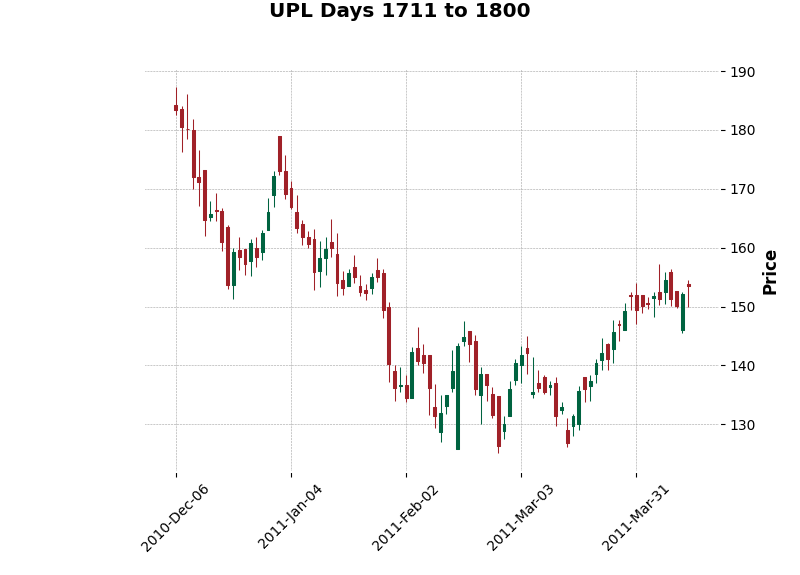 UPL Days 1711 to 1800
190
180
170
160
150
140
130
Price
2010-Dec-06
2011-Jan-04
2011-Feb-02
2011-Mar-03
2011-Mar-31